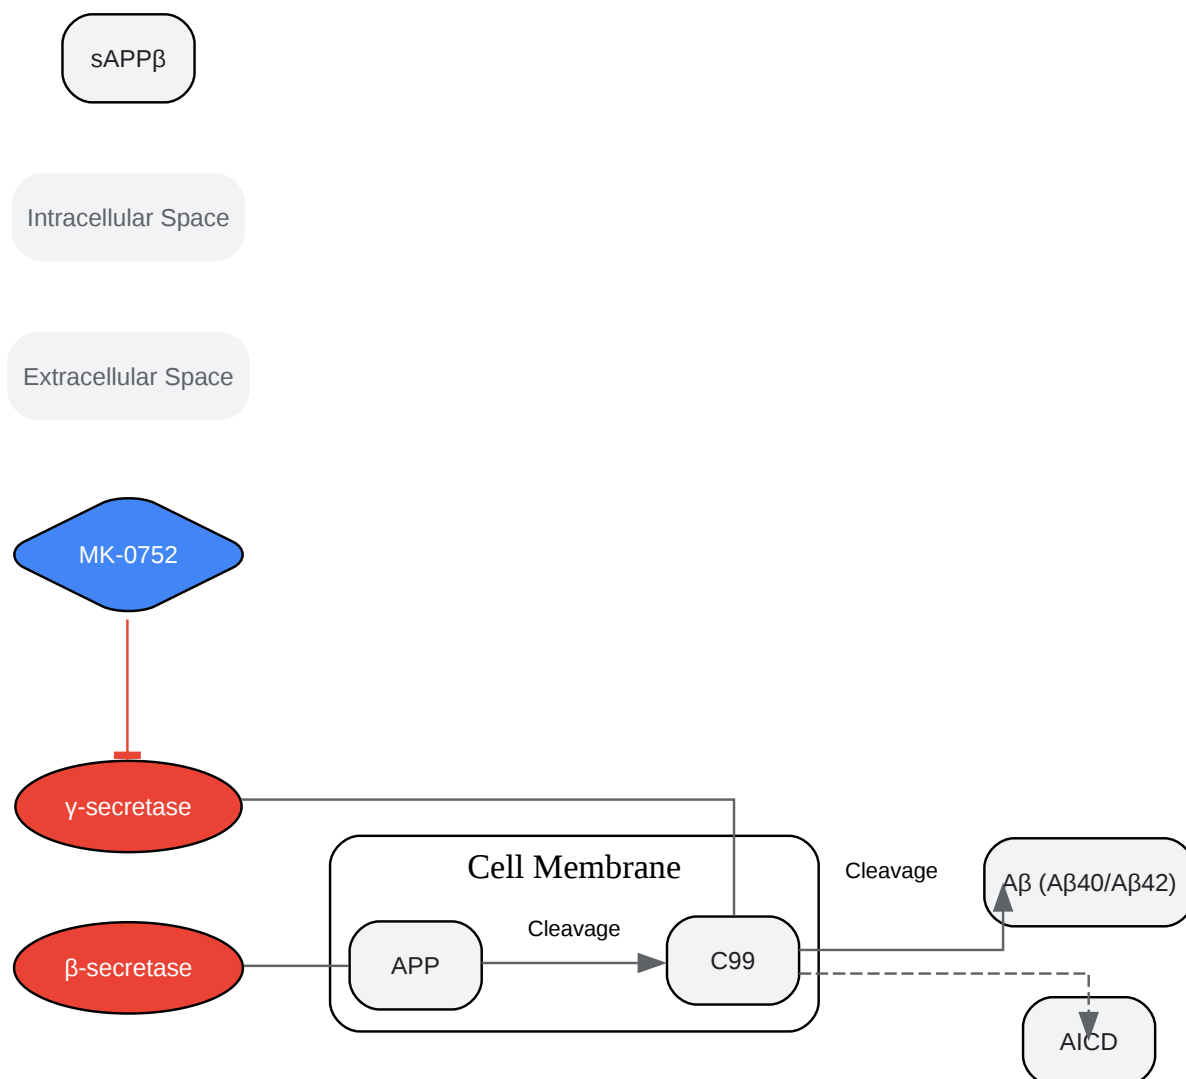 sAPPβ
Intracellular Space
Extracellular Space
MK-0752
γ-secretase
Cell Membrane
Cleavage
Aβ (Aβ40/Aβ42)
Cleavage
β-secretase
APP
C99
AICD